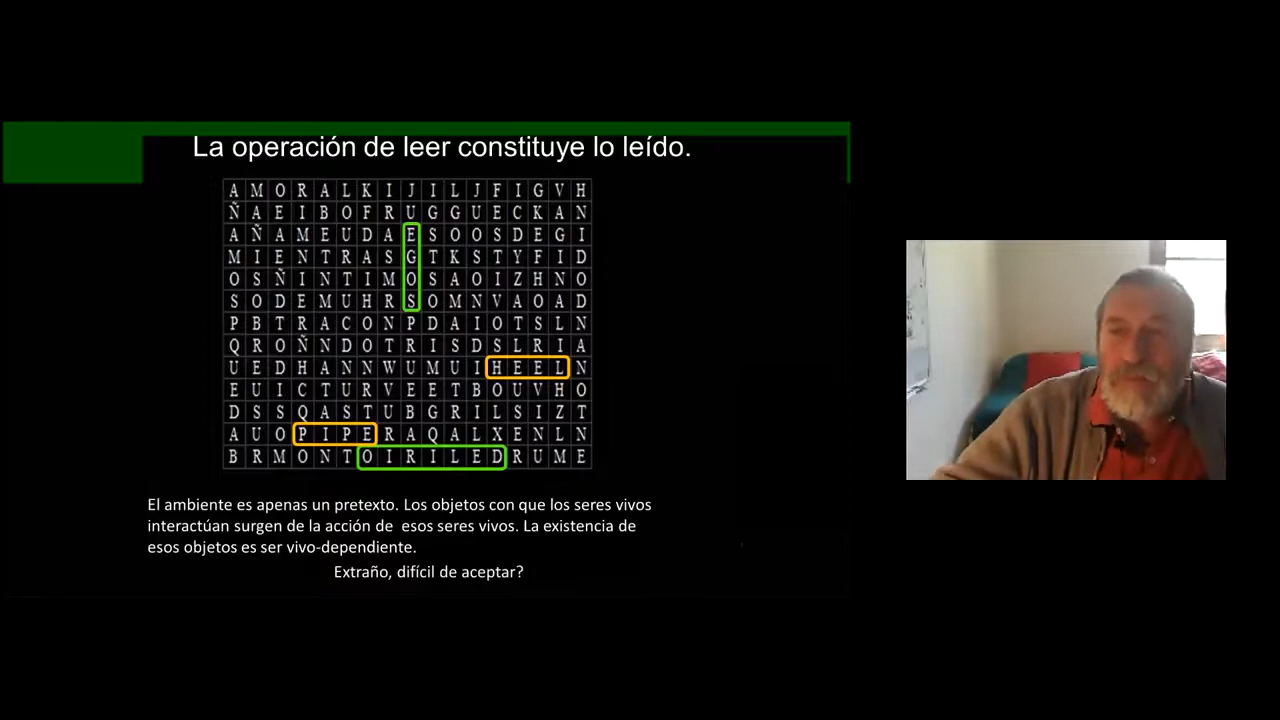 La operación de leer constituye lo leído.
A M O R A L K I J I L J F I G V H
Ñ A E I B O F R U G G U E C K A N
A Ñ A M E U D A E S O O S D E G I
M I E N T R A S G T K S T Y F I D
O S Ñ I N T I M O S A O I Z H N O
S O D E M U H R S O M N V A O A D
P B T R A C O N P D A I O T S L N
Q R O Ñ N D O T R I S D S L R I A
U E D H A N N W U M U I H E E L N
E U I C T U R V E E T B O U V H O
D S S Q A S T U B G R I L S I Z T
A U O P I P E R A Q A L X E N L N
B R M O N T O I R I L E D R U M E
El ambiente es apenas un pretexto. Los objetos con que los seres vivos
interactúan surgen de la acción de esos seres vivos. La existencia de
esos objetos es ser vivo-dependiente.
Extraño, difícil de aceptar?